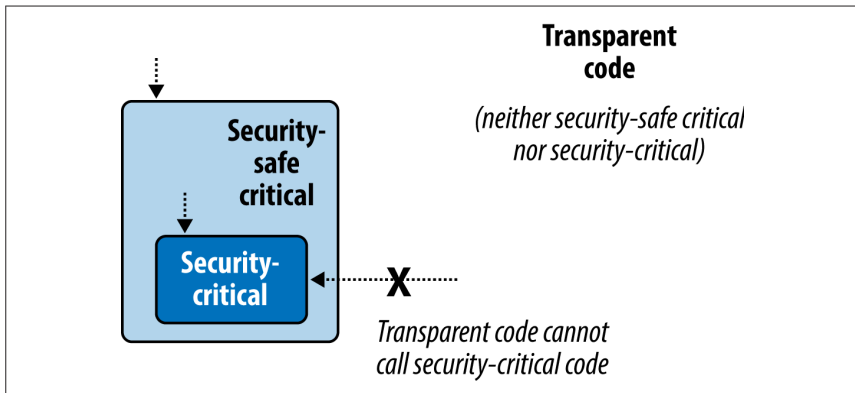 Transparent
code
(neither security-safe critical
nor security-critical)
Security-
safe
critical
Security-
critical
X
Transparent code cannot
call security-critical code